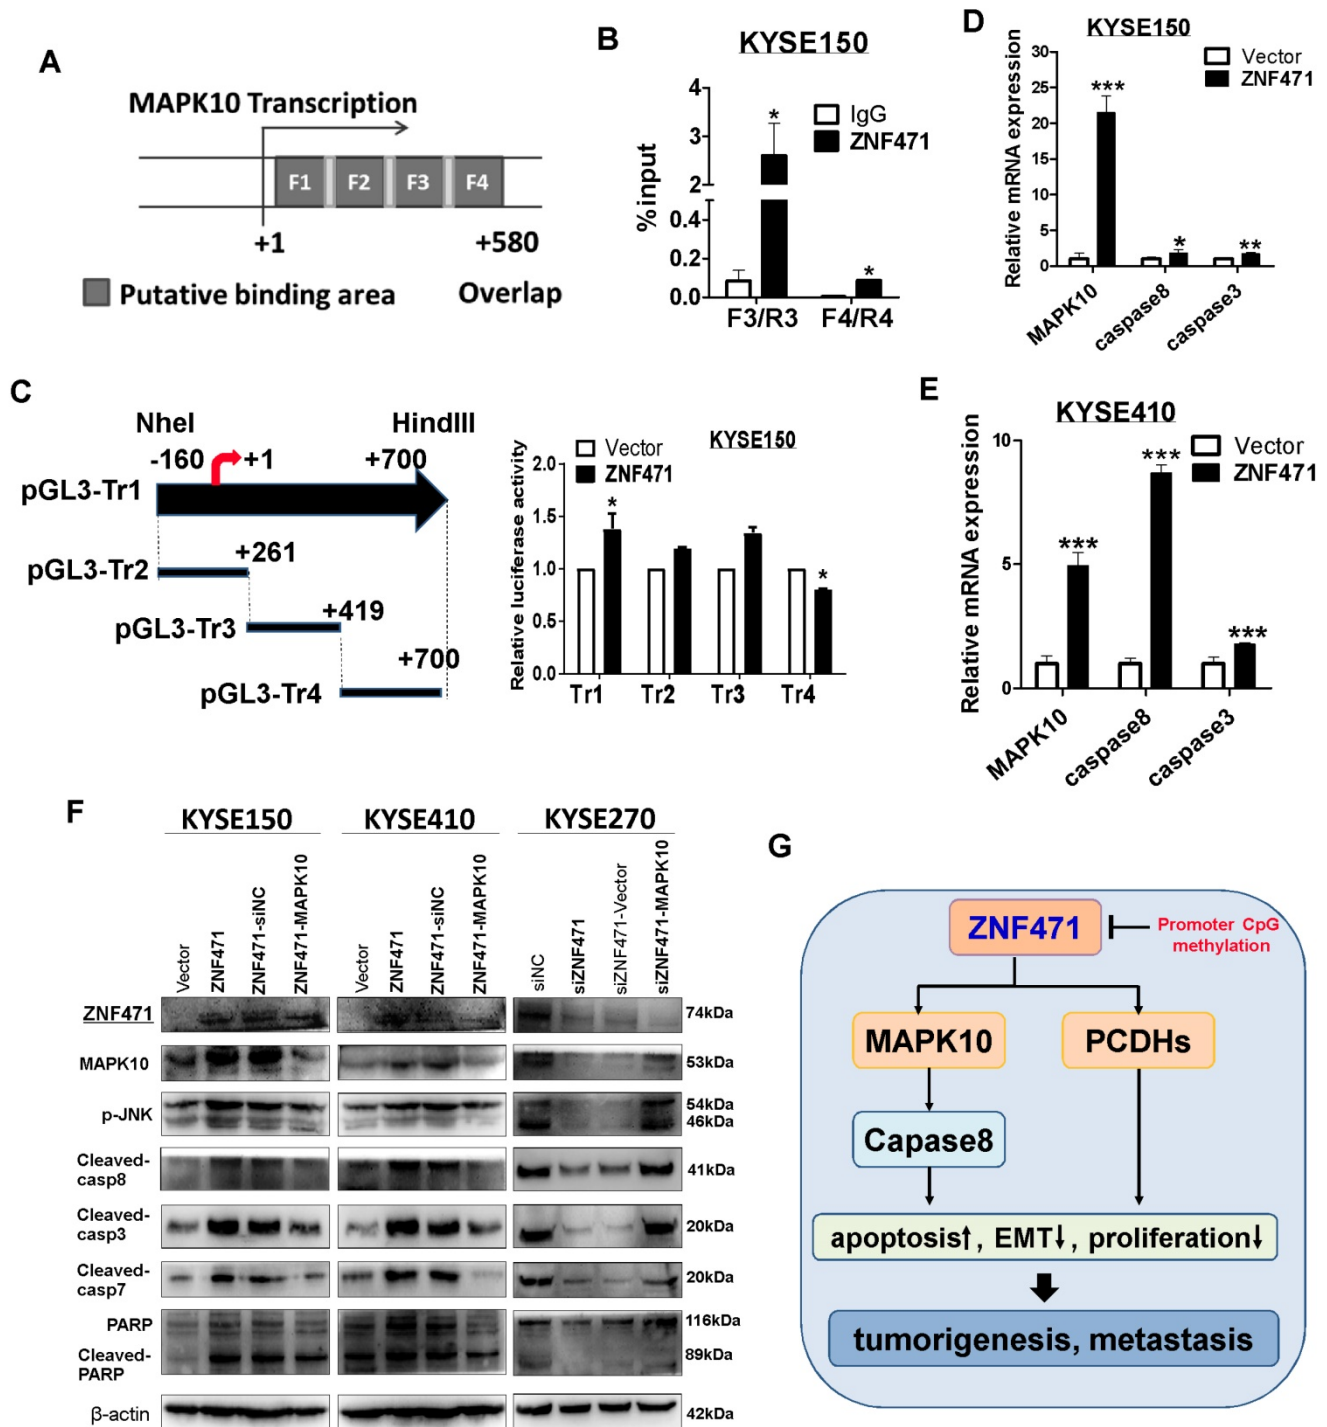 A
MAPK10 Transcription
F1 F2 F3 F4
+1 +580
Putative binding area Overlap
B
KYSE150
% input
4
3
2
0.4
0.2
0.0
IgG
ZNF471
*
*
F3/R3 F4/R4
D
KYSE150
Relative mRNA expression
30
25
20
15
10
5
0
Vector
ZNF471
***
*
**
MAPK10 caspase8 caspase3
C
NheI HindIII
-160 +1 +700
pGL3-Tr1
+261
pGL3-Tr2
+419
pGL3-Tr3
+700
pGL3-Tr4
KYSE150
Relative luciferase activity
2.0
1.5
1.0
0.5
0.0
Vector
ZNF471
*
*
Tr1 Tr2 Tr3 Tr4
E
KYSE410
Relative mRNA expression
10
5
0
Vector
ZNF471
***
***
***
MAPK10 caspase8 caspase3
F
KYSE150 KYSE410 KYSE270
Vector ZNF471 ZNF471-siNC ZNF471-MAPK10
Vector ZNF471 ZNF471-siNC ZNF471-MAPK10
siNC siZNF471 siZNF471-Vector siZNF471-MAPK10
ZNF471 74kDa
MAPK10 53kDa
p-JNK 54kDa
46kDa
Cleaved-
casp8 41kDa
Cleaved-
casp3 20kDa
Cleaved-
casp7 20kDa
PARP 116kDa
Cleaved-
PARP 89kDa
β-actin 42kDa
G
ZNF471
Promoter CpG
methylation
MAPK10 PCDHs
Capase8
apoptosis↑, EMT↓, proliferation↓
tumorigenesis, metastasis